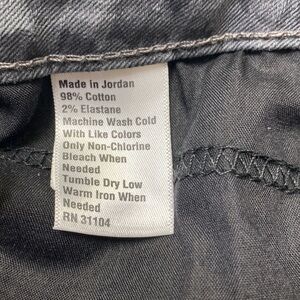 Made in Jordan
98% Cotton
2% Elastane
Machine Wash Cold
With Like Colors
Only Non-Chlorine
Bleach When
Needed
Tumble Dry Low
Warm Iron When
Needed
RN 31104